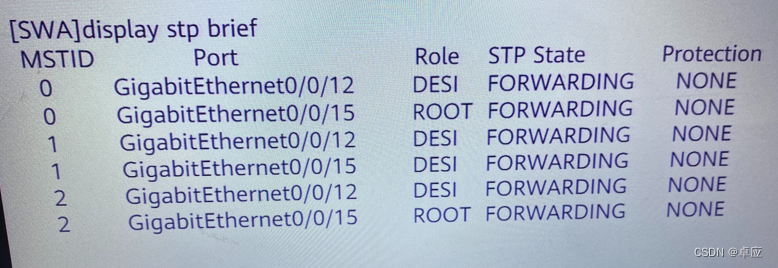 [SWA]display stp brief
MSTID Port Role STP State Protection
0 GigabitEthernet0/0/12 DESI FORWARDING NONE
0 GigabitEthernet0/0/15 ROOT FORWARDING NONE
1 GigabitEthernet0/0/12 DESI FORWARDING NONE
1 GigabitEthernet0/0/15 DESI FORWARDING NONE
2 GigabitEthernet0/0/12 DESI FORWARDING NONE
2 GigabitEthernet0/0/15 ROOT FORWARDING NONE
CSDN @卓应